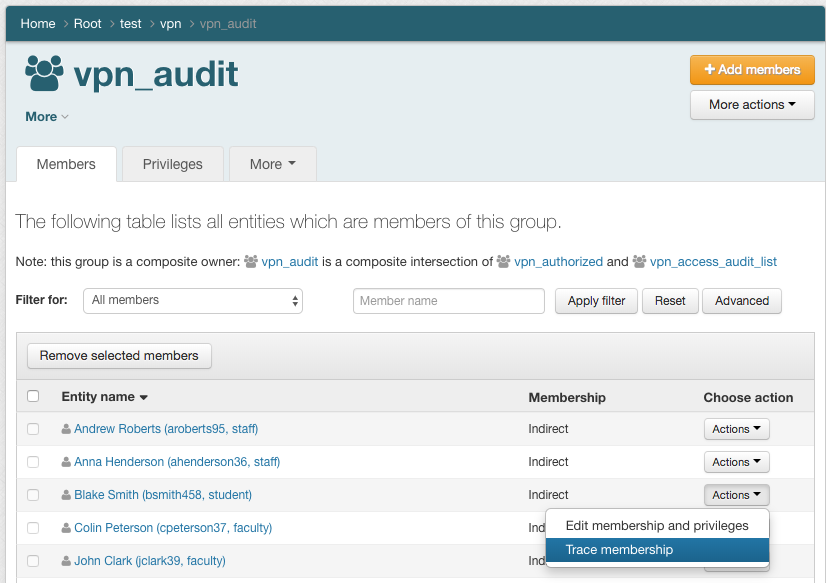 Home > Root > test > vpn > vpn_audit
vpn_audit
+ Add members
More actions
More
Members Privileges More
The following table lists all entities which are members of this group.
Note: this group is a composite owner: vpn_audit is a composite intersection of vpn_authorized and vpn_access_audit_list
Filter for: All members Member name Apply filter Reset Advanced
Remove selected members
Entity name Membership Choose action
Andrew Roberts (aroberts95, staff) Indirect Actions
Anna Henderson (ahenderson36, staff) Indirect Actions
Blake Smith (bsmith458, student) Indirect Actions
Colin Peterson (cpeterson37, faculty) Ind
Edit membership and privileges
Trace membership
John Clark (jclark39, faculty) Ind